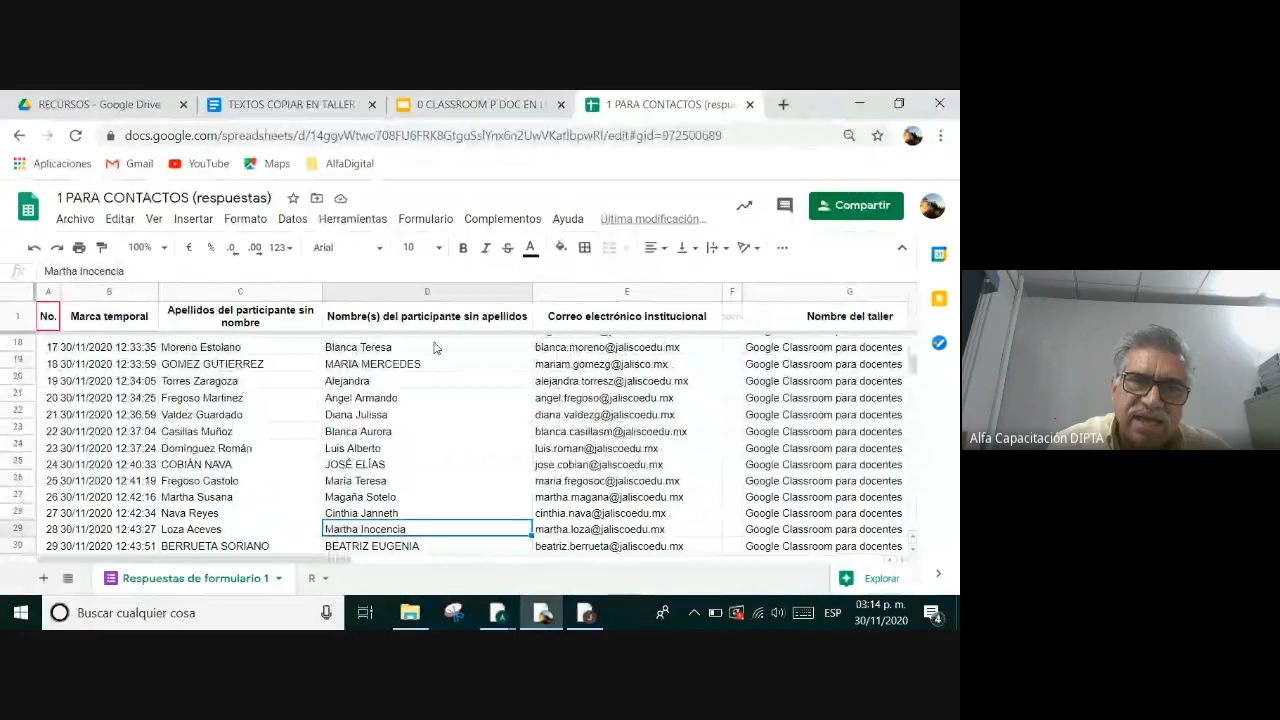 RECURSOS - Google Drive
TEXTOS COPIAR EN TALLER
0 CLASSROOM P DOC EN L
1 PARA CONTACTOS (respu
Aplicaciones
Gmail
YouTube
Maps
AlfaDigital
1 PARA CONTACTOS (respuestas)
Archivo Editar Ver Insertar Formato Datos Herramientas Formulario Complementos Ayuda Última modificación...
Compartir
100% € % .0 .00 123 Arial 10 B I S A
fx Martha Inocencia
A B C D E F G
1 No. Marca temporal Apellidos del participante sin nombre Nombre(s) del participante sin apellidos Correo electrónico institucional Nombre del taller
18 17 30/11/2020 12:33:35 Moreno Estolano Blanca Teresa blanca.moreno@jaliscoedu.mx Google Classroom para docentes
19 18 30/11/2020 12:33:59 GOMEZ GUTIERREZ MARIA MERCEDES mariam.gomezg@jalisco.mx Google Classroom para docentes
20 19 30/11/2020 12:34:05 Torres Zaragoza Alejandra alejandra.torresz@jaliscoedu.mx Google Classroom para docentes
21 20 30/11/2020 12:34:25 Fregoso Martinez Angel Armando angel.fregoso@jaliscoedu.mx Google Classroom para docentes
22 21 30/11/2020 12:36:59 Valdez Guardado Diana Julissa diana.valdezg@jaliscoedu.mx Google Classroom para docentes
23 22 30/11/2020 12:37:04 Casillas Muñoz Blanca Aurora blanca.casillasm@jaliscoedu.mx Google Classroom para docentes
24 23 30/11/2020 12:37:24 Domínguez Román Luis Alberto luis.roman@jaliscoedu.mx Google Classroom para docentes
25 24 30/11/2020 12:40:33 COBIÁN NAVA JOSÉ ELÍAS jose.cobian@jaliscoedu.mx Google Classroom para docentes
26 25 30/11/2020 12:41:19 Fregoso Castolo María Teresa maria.fregosoc@jaliscoedu.mx Google Classroom para docentes
27 26 30/11/2020 12:42:16 Martha Susana Magaña Sotelo martha.magana@jaliscoedu.mx Google Classroom para docentes
28 27 30/11/2020 12:42:34 Nava Reyes Cinthia Janneth cinthia.nava@jaliscoedu.mx Google Classroom para docentes
29 28 30/11/2020 12:43:27 Loza Aceves Martha Inocencia martha.loza@jaliscoedu.mx Google Classroom para docentes
30 29 30/11/2020 12:43:51 BERRUETA SORIANO BEATRIZ EUGENIA beatriz.berrueta@jaliscoedu.mx Google Classroom para docentes
Respuestas de formulario 1
R
Explorar
Buscar cualquier cosa
ESP
03:14 p. m.
30/11/2020
4
Alfa Capacitación DIPTA